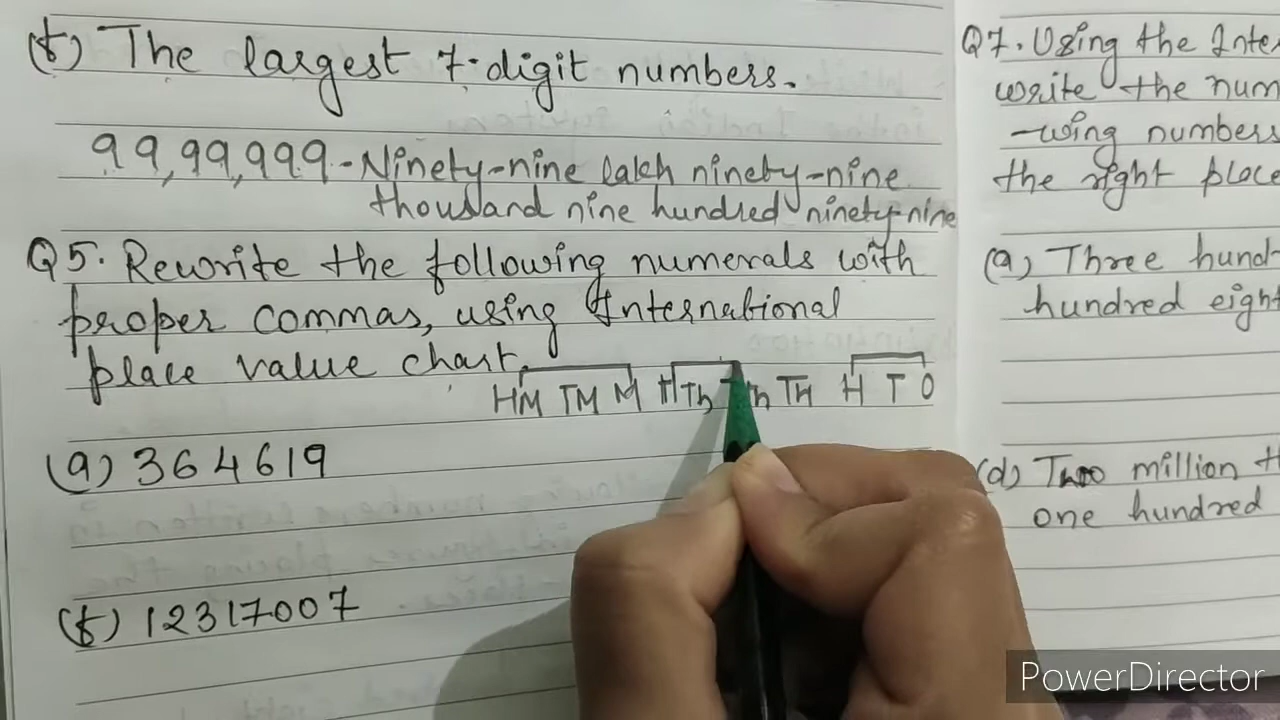 (f) The largest 7-digit numbers.
99,99,999 - Ninety-nine lakh ninety-nine
thousand nine hundred ninety-nine
Q5. Rewrite the following numerals with
proper commas, using International
place value chart.
HM TM M HTh TTh Th H T O
(a) 364619
(f) 12317007
Q7. Using the Inte
write the num
-wing numbers
the right place
(a) Three hund-
hundred eight
(d) Two million t
one hundred
PowerDirector